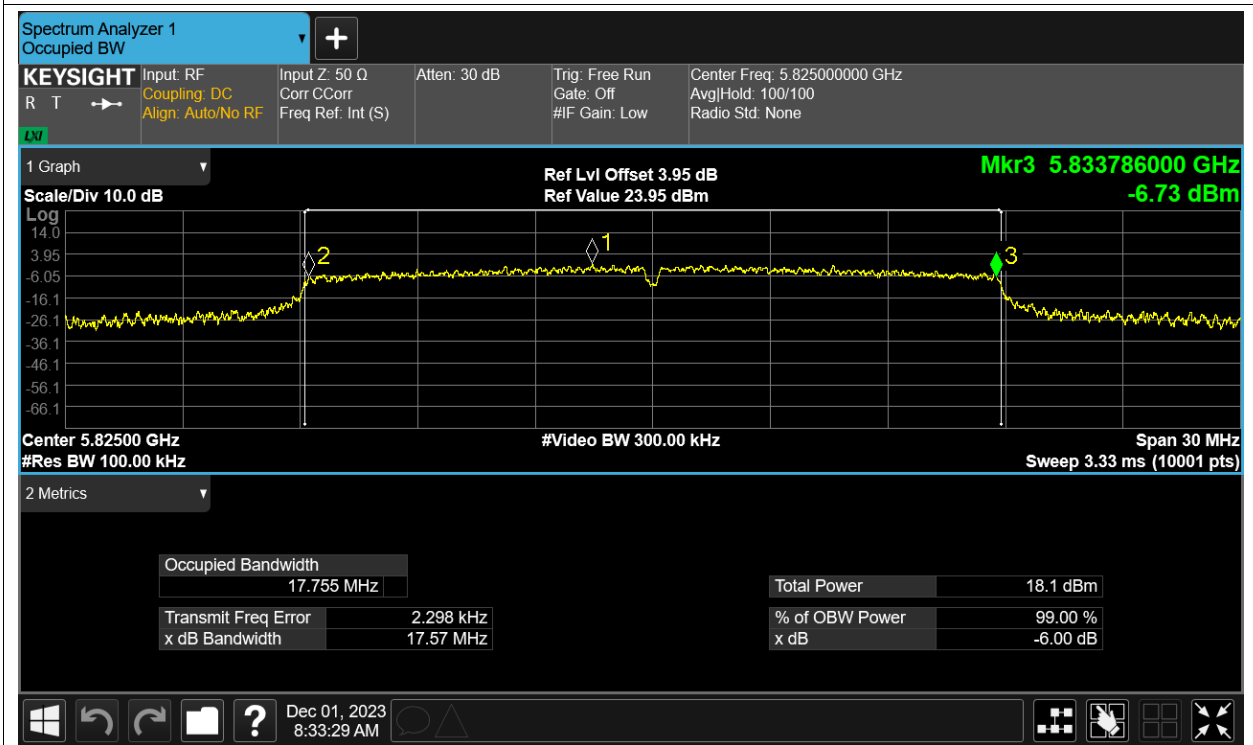 Spectrum Analyzer 1
Occupied BW
KEYSIGHT
R T
LXI
Input: RF
Coupling: DC
Align: Auto/No RF
Input Z: 50 Ω
Corr CCorr
Freq Ref: Int (S)
Atten: 30 dB
Trig: Free Run
Gate: Off
#IF Gain: Low
Center Freq: 5.825000000 GHz
Avg|Hold: 100/100
Radio Std: None
1 Graph
Scale/Div 10.0 dB
Ref Lvl Offset 3.95 dB
Ref Value 23.95 dBm
Mkr3 5.833786000 GHz
-6.73 dBm
Log
14.0
3.95
-6.05
-16.1
-26.1
-36.1
-46.1
-56.1
-66.1
2
1
3
Center 5.82500 GHz
#Res BW 100.00 kHz
#Video BW 300.00 kHz
Span 30 MHz
Sweep 3.33 ms (10001 pts)
2 Metrics
Occupied Bandwidth
17.755 MHz
Transmit Freq Error 2.298 kHz
x dB Bandwidth 17.57 MHz
Total Power 18.1 dBm
% of OBW Power 99.00 %
x dB -6.00 dB
?
Dec 01, 2023
8:33:29 AM